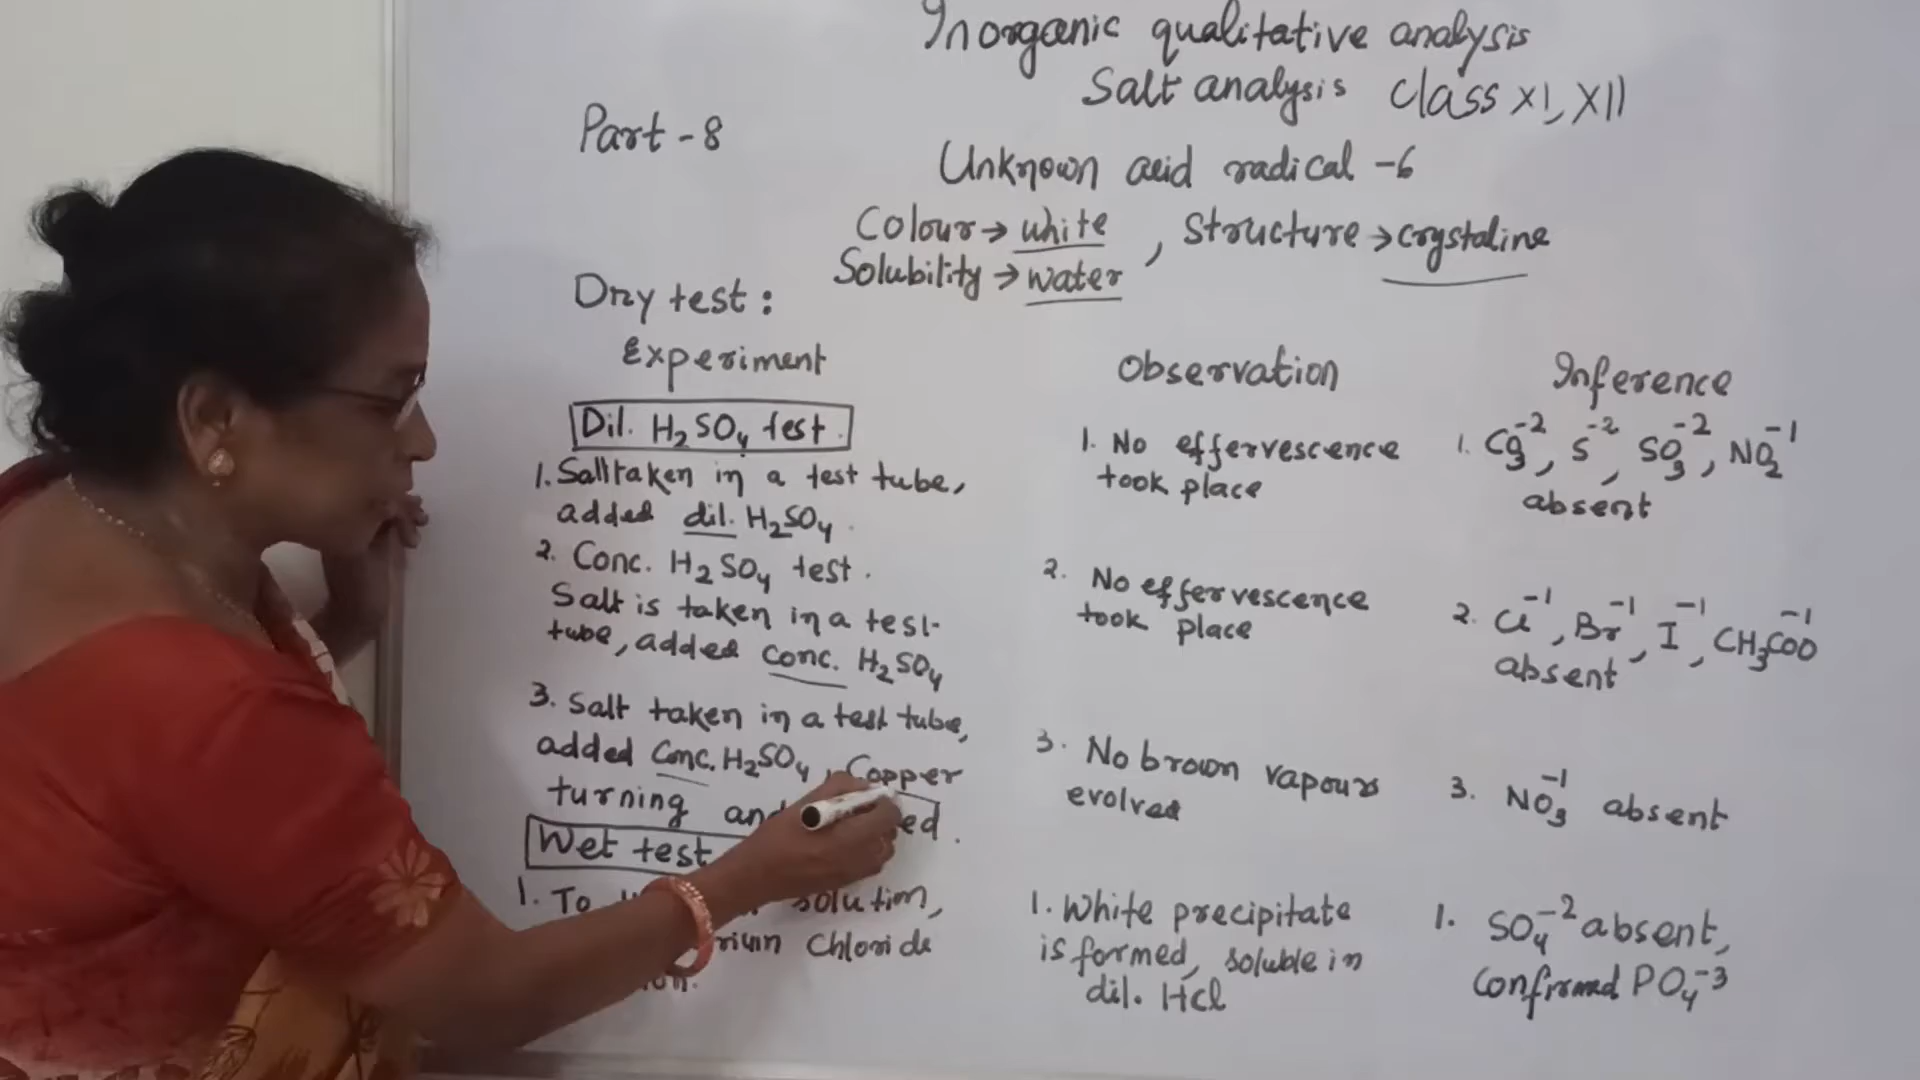 Inorganic qualitative analysis
Salt analysis class XI, XII
Part - 8
Unknown acid radical -6
Colour → white, Structure → crystaline
Solubility → water
Dry test :
Experiment
Observation
Inference
Dil. H₂SO₄ test.
1. Salt taken in a test tube,
added dil. H₂SO₄.
1. No effervescence
took place
1. CO₃⁻², S⁻², SO₃⁻², NO₂⁻¹
absent
2. Conc. H₂SO₄ test.
Salt is taken in a test-
tube, added conc. H₂SO₄
2. No effervescence
took place
2. Cl⁻¹, Br⁻¹, I⁻¹, CH₃COO⁻¹
absent
3. Salt taken in a test tube,
added Conc. H₂SO₄, Copper
turning
3. No brown vapours
evolved
3. NO₃⁻¹ absent
Wet test
1. To solution,
Chloride
1. White precipitate
is formed, soluble in
dil. HCl
1. SO₄⁻² absent,
confirmed PO₄⁻³